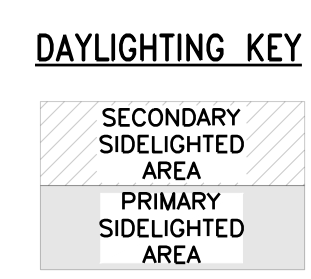 DAYLIGHTING KEY
SECONDARY
SIDELIGHTED
AREA
PRIMARY
SIDELIGHTED
AREA